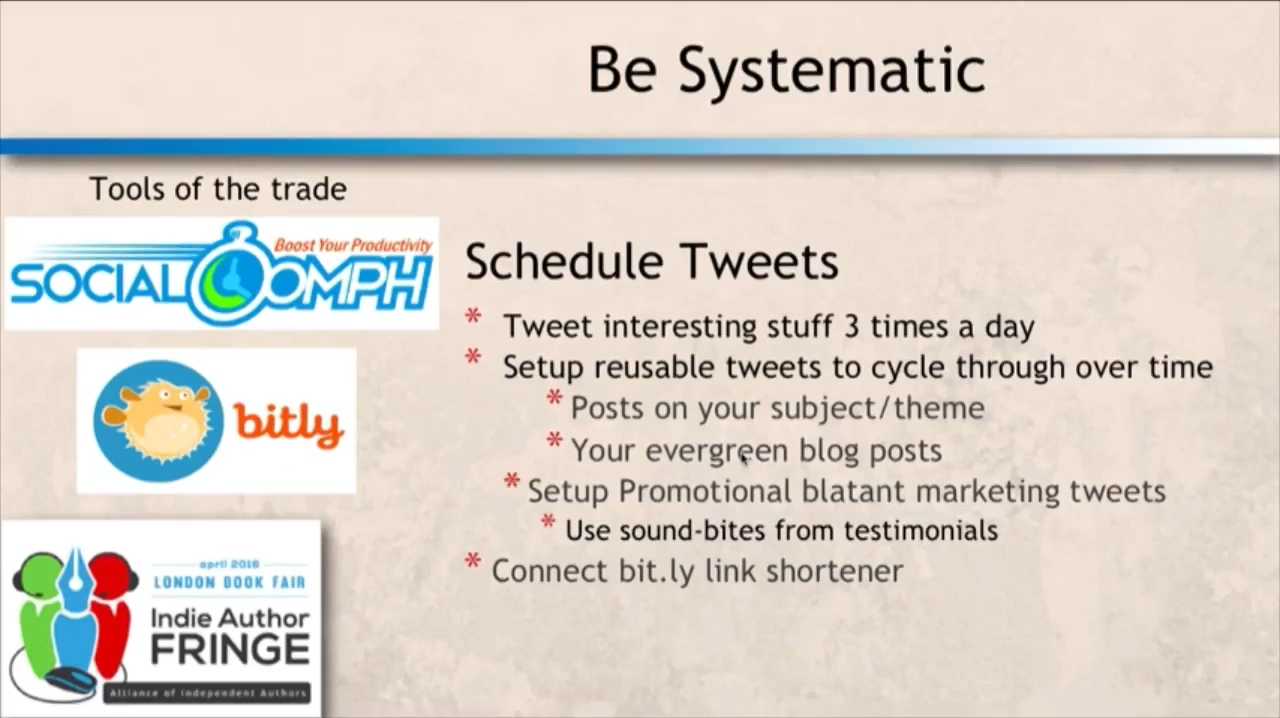 Be Systematic
Tools of the trade
Boost Your Productivity
SOCIAL OOMPH
bitly
april 2016
LONDON BOOK FAIR
Indie Author
FRINGE
Alliance of Independent Authors
Schedule Tweets
* Tweet interesting stuff 3 times a day
* Setup reusable tweets to cycle through over time
* Posts on your subject/theme
* Your evergreen blog posts
* Setup Promotional blatant marketing tweets
* Use sound-bites from testimonials
* Connect bit.ly link shortener